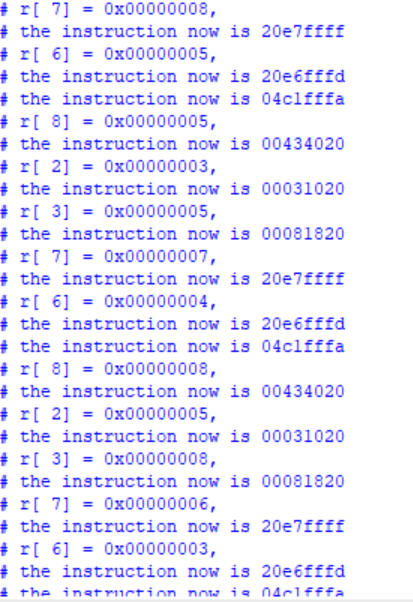 # r[ 7] = 0x00000008,
# the instruction now is 20e7ffff
# r[ 6] = 0x00000005,
# the instruction now is 20e6fffd
# the instruction now is 04c1fffa
# r[ 8] = 0x00000005,
# the instruction now is 00434020
# r[ 2] = 0x00000003,
# the instruction now is 00031020
# r[ 3] = 0x00000005,
# the instruction now is 00081820
# r[ 7] = 0x00000007,
# the instruction now is 20e7ffff
# r[ 6] = 0x00000004,
# the instruction now is 20e6fffd
# the instruction now is 04c1fffa
# r[ 8] = 0x00000008,
# the instruction now is 00434020
# r[ 2] = 0x00000005,
# the instruction now is 00031020
# r[ 3] = 0x00000008,
# the instruction now is 00081820
# r[ 7] = 0x00000006,
# the instruction now is 20e7ffff
# r[ 6] = 0x00000003,
# the instruction now is 20e6fffd
# the instruction now is 04c1fffa